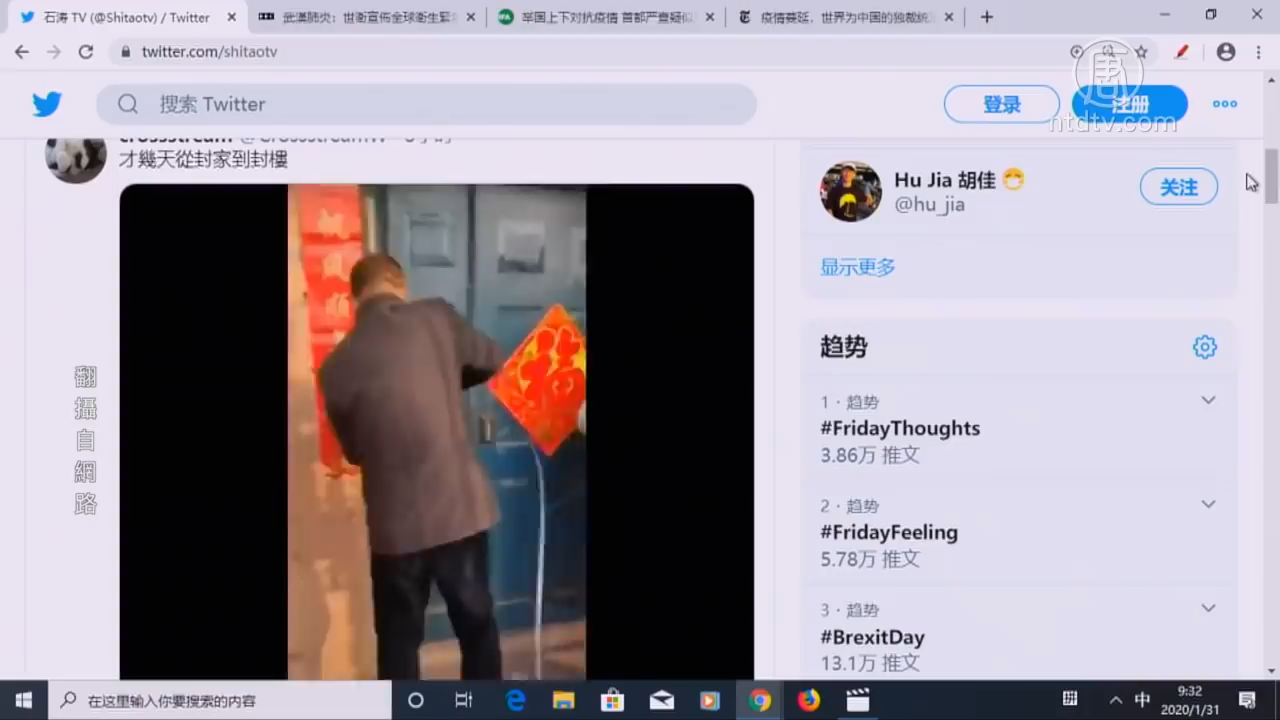 石涛 TV (@Shitaotv) / Twitter
武漢肺炎：世衛宣佈全球衛生緊
举国上下对抗疫情 首都严查疑似
疫情蔓延，世界为中国的独裁统
twitter.com/shitaotv
搜索 Twitter
登录
注册
ntdtv.com
才幾天從封家到封樓
福
翻攝自網路
Hu Jia 胡佳
@hu_jia
关注
显示更多
趋势
1 · 趋势
#FridayThoughts
3.86万 推文
2 · 趋势
#FridayFeeling
5.78万 推文
3 · 趋势
#BrexitDay
13.1万 推文
在这里输入你要搜索的内容
中
9:32
2020/1/31